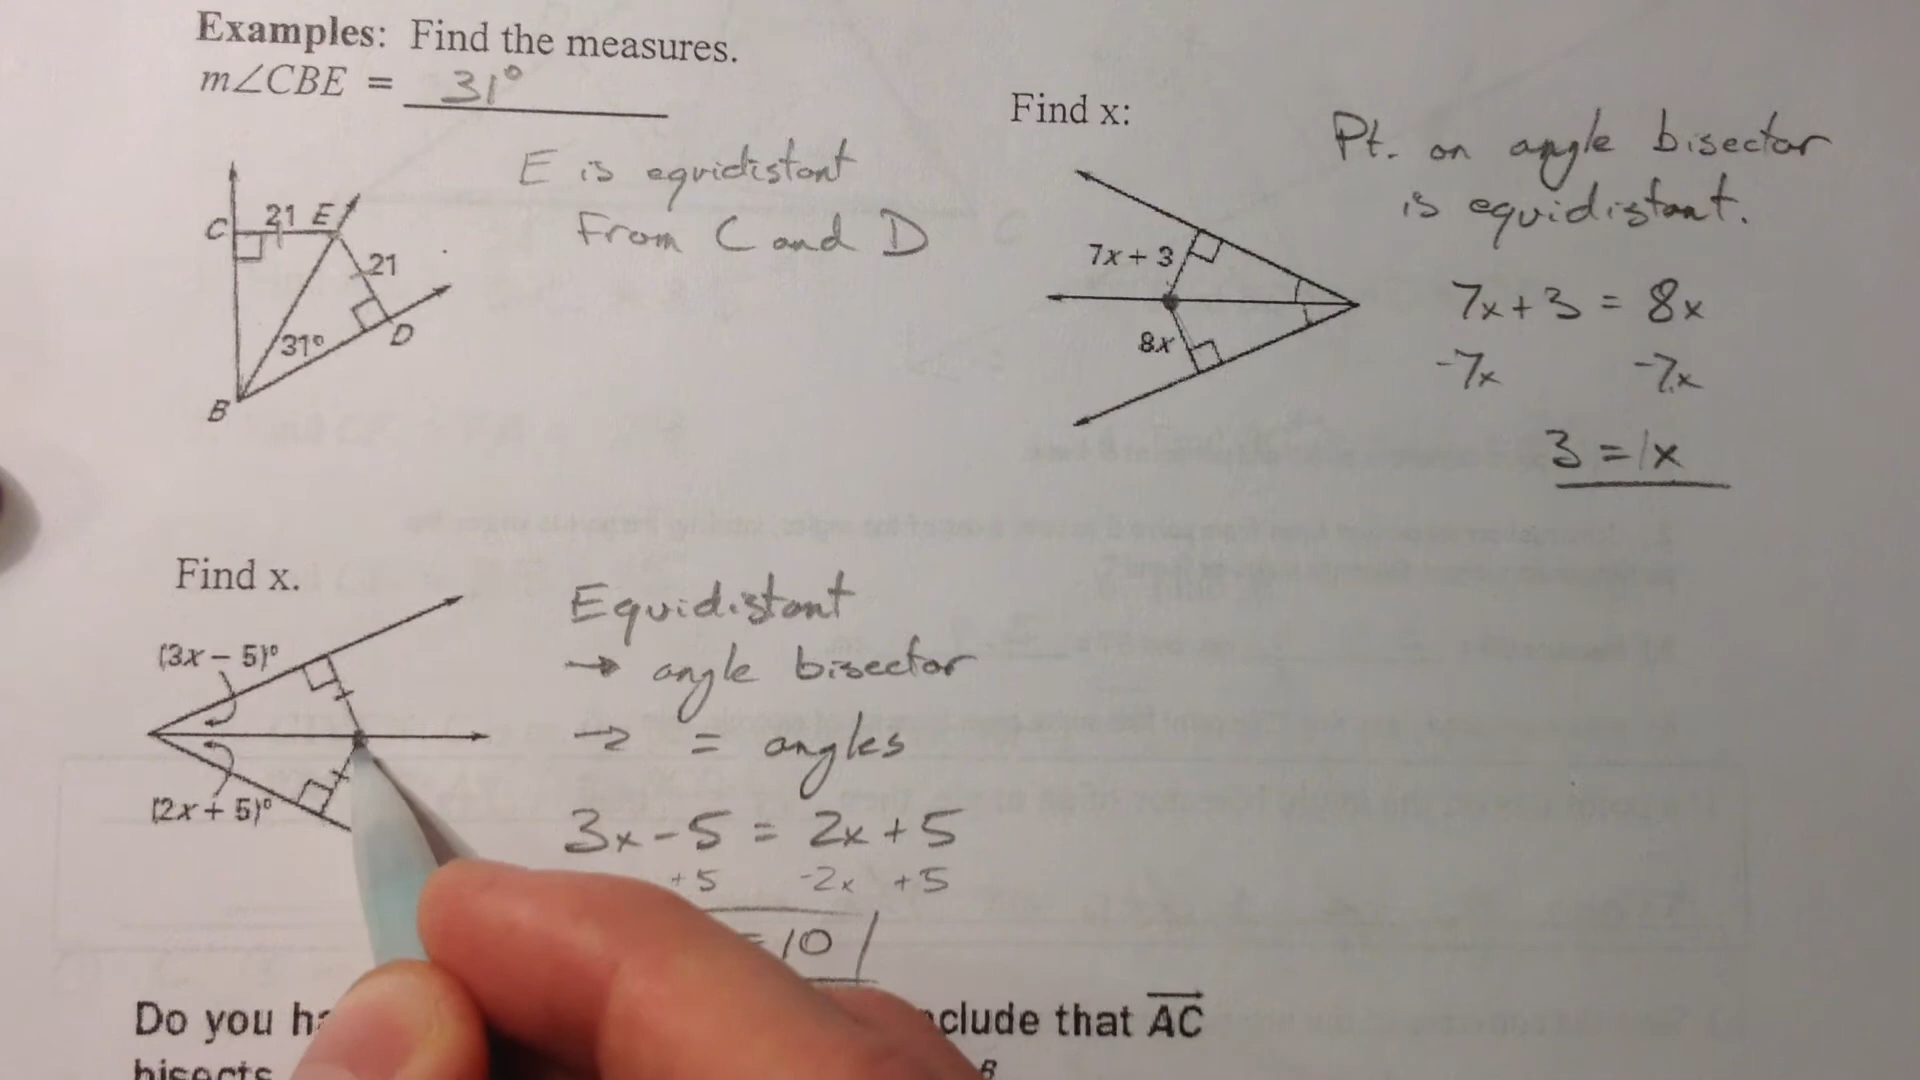 Examples: Find the measures.
m∠CBE = 31°
C 21 E
21
31°
D
B
E is equidistant
From C and D
Find x:
7x + 3
8x
Pt. on angle bisector
is equidistant.
7x + 3 = 8x
-7x -7x
3 = 1x
Find x.
(3x – 5)°
(2x + 5)°
Equidistant
→ angle bisector
→ = angles
3x - 5 = 2x + 5
+5 -2x +5
= 10
Do you
that AC
bisects
B